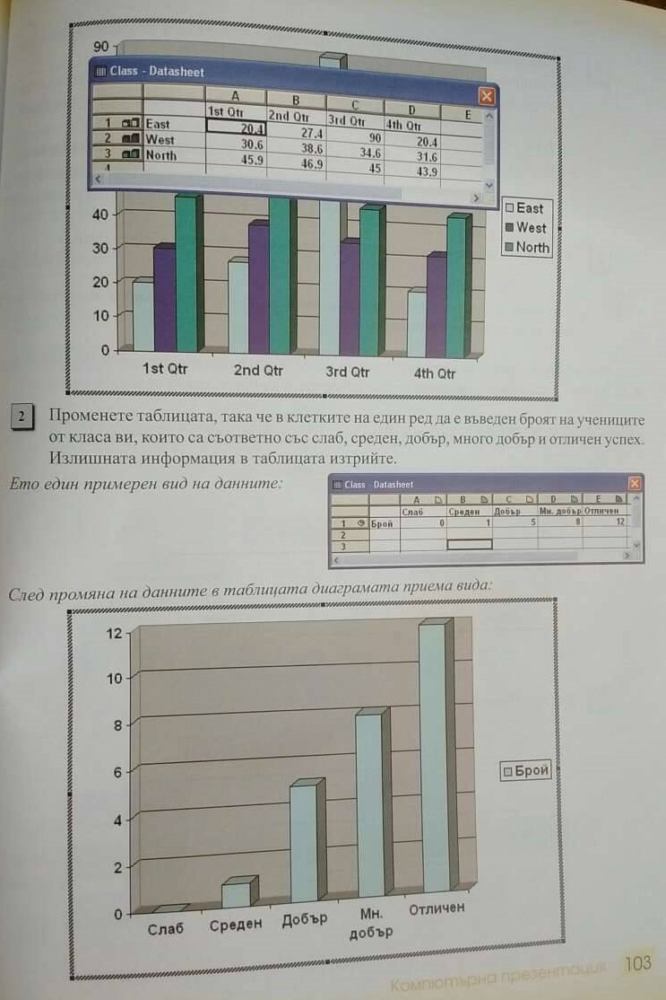 90
Class - Datasheet
A B C D E
1st Qtr 2nd Qtr 3rd Qtr 4th Qtr
1 East 20.4 27.4 90 20.4
2 West 30.6 38.6 34.6 31.6
3 North 45.9 46.9 45 43.9
4
40
30
20
10
0
1st Qtr 2nd Qtr 3rd Qtr 4th Qtr
East
West
North
2 Променете таблицата, така че в клетките на един ред да е въведен броят на учениците
от класа ви, които са съответно със слаб, среден, добър, много добър и отличен успех.
Излишната информация в таблицата изтрийте.
Ето един примерен вид на данните:
Class - Datasheet
A B C D E
Слаб Среден Добър Мн. добър Отличен
1 Брой 0 1 5 8 12
2
3
След промяна на данните в таблицата диаграмата приема вида:
12
10
8
6
4
2
0
Слаб Среден Добър Мн. добър Отличен
Брой
Компютърна презентация 103